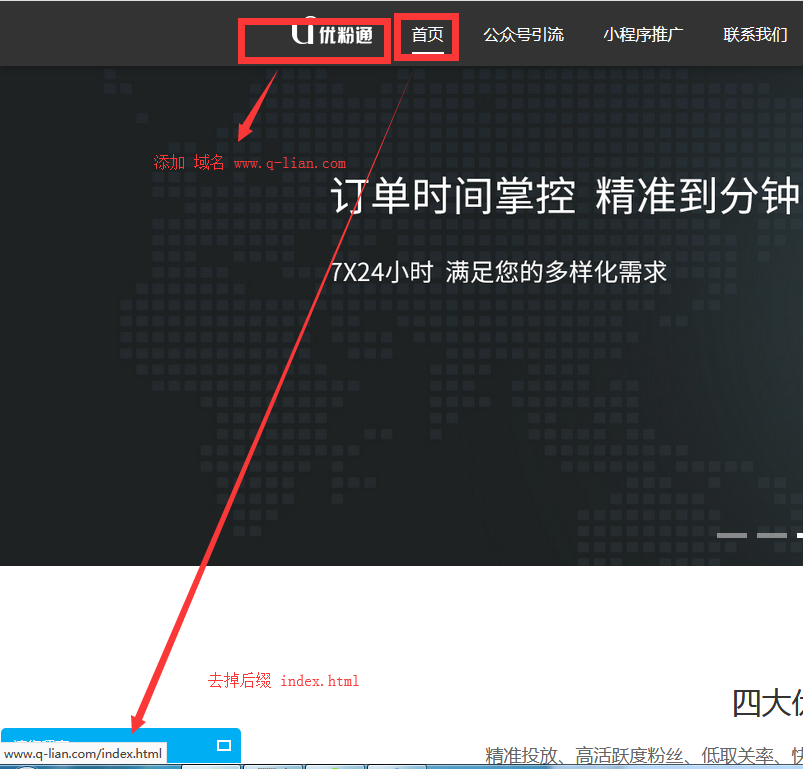 优粉通 首页 公众号引流 小程序推广 联系我们
添加 域名 www.q-lian.com
订单时间掌控 精准到分钟
7X24小时 满足您的多样化需求
去掉后缀 index.html
四大
www.q-lian.com/index.html
精准投放、高活跃度粉丝、低取关率、快